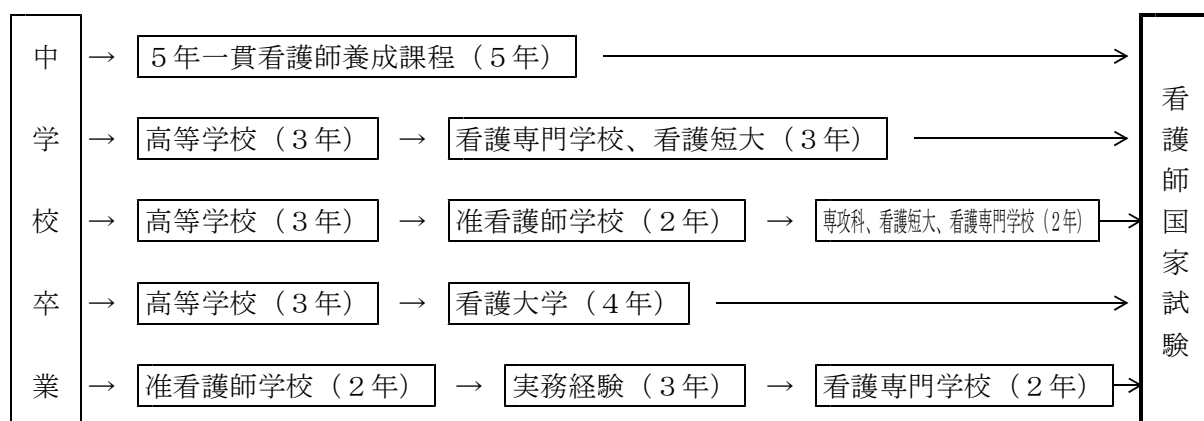 中学校卒業
→ 5年一貫看護師養成課程(5年) →
→ 高等学校(3年) → 看護専門学校、看護短大(3年) →
→ 高等学校(3年) → 准看護師学校(2年) → 専攻科、看護短大、看護専門学校(2年) →
→ 高等学校(3年) → 看護大学(4年) →
→ 准看護師学校(2年) → 実務経験(3年) → 看護専門学校(2年) →
看護師国家試験